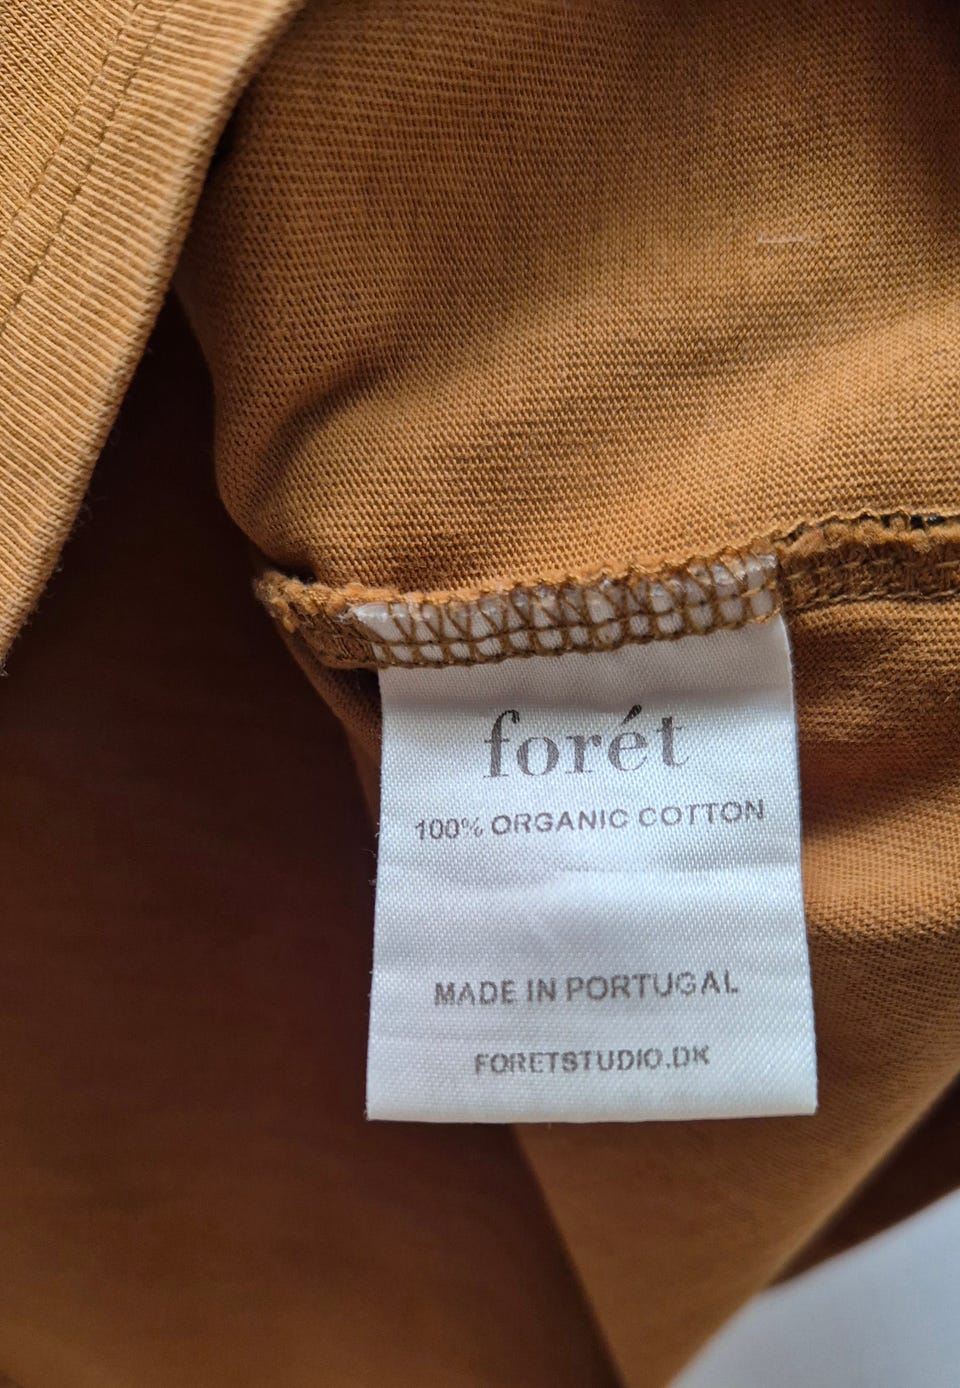 forét
100% ORGANIC COTTON
MADE IN PORTUGAL
FORETSTUDIO.DK